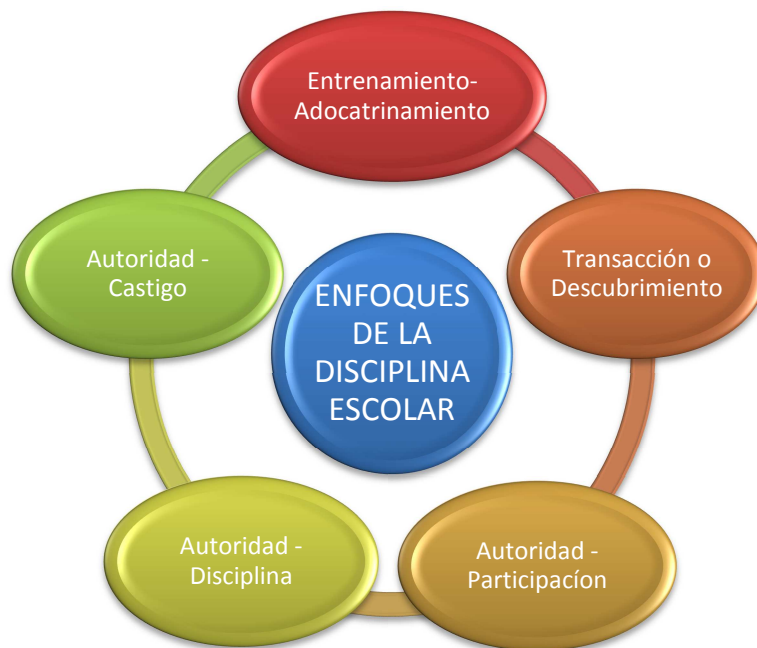 Entrenamiento-
Adocatrinamiento
Transacción o
Descubrimiento
Autoridad -
Participacíon
Autoridad -
Disciplina
Autoridad -
Castigo
ENFOQUES
DE LA
DISCIPLINA
ESCOLAR